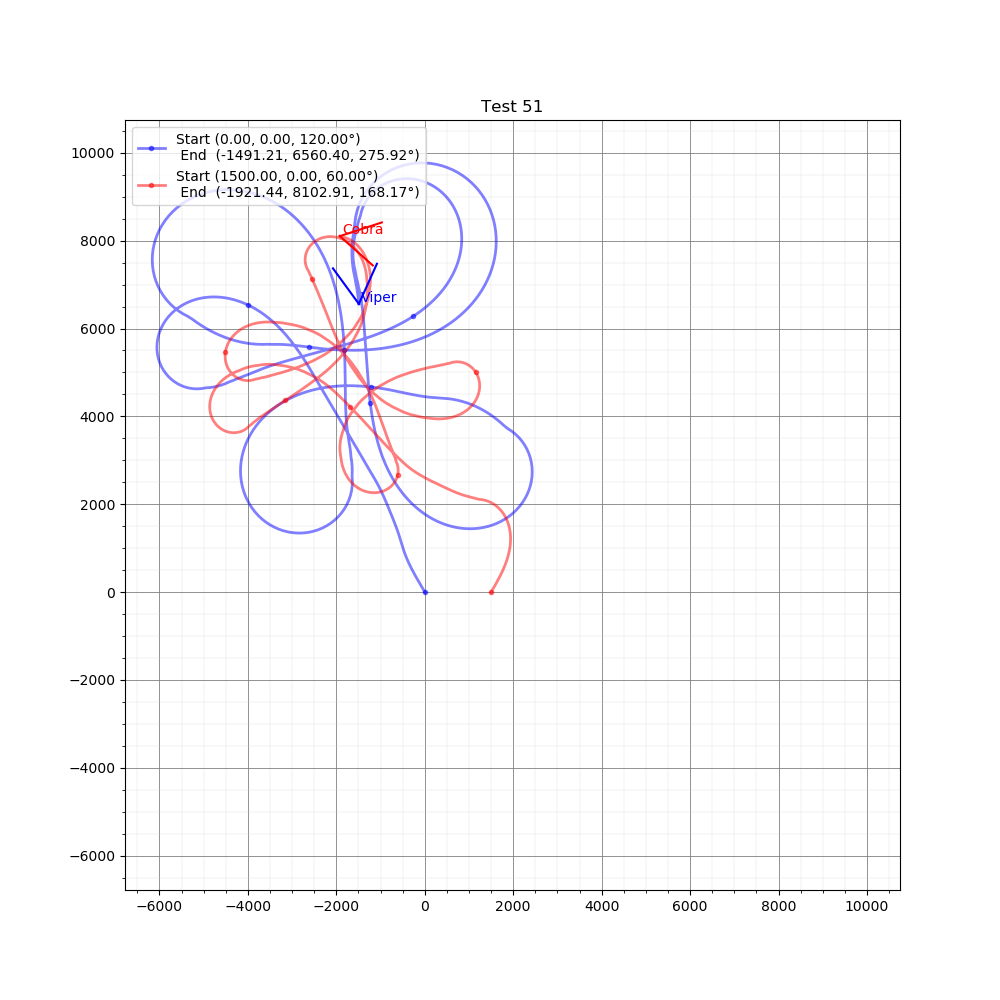 Test 51
Start (0.00, 0.00, 120.00°)
End (-1491.21, 6560.40, 275.92°)
Start (1500.00, 0.00, 60.00°)
End (-1921.44, 8102.91, 168.17°)
10000
8000
6000
4000
2000
0
−2000
−4000
−6000
Cobra
Viper
−6000 −4000 −2000 0 2000 4000 6000 8000 10000